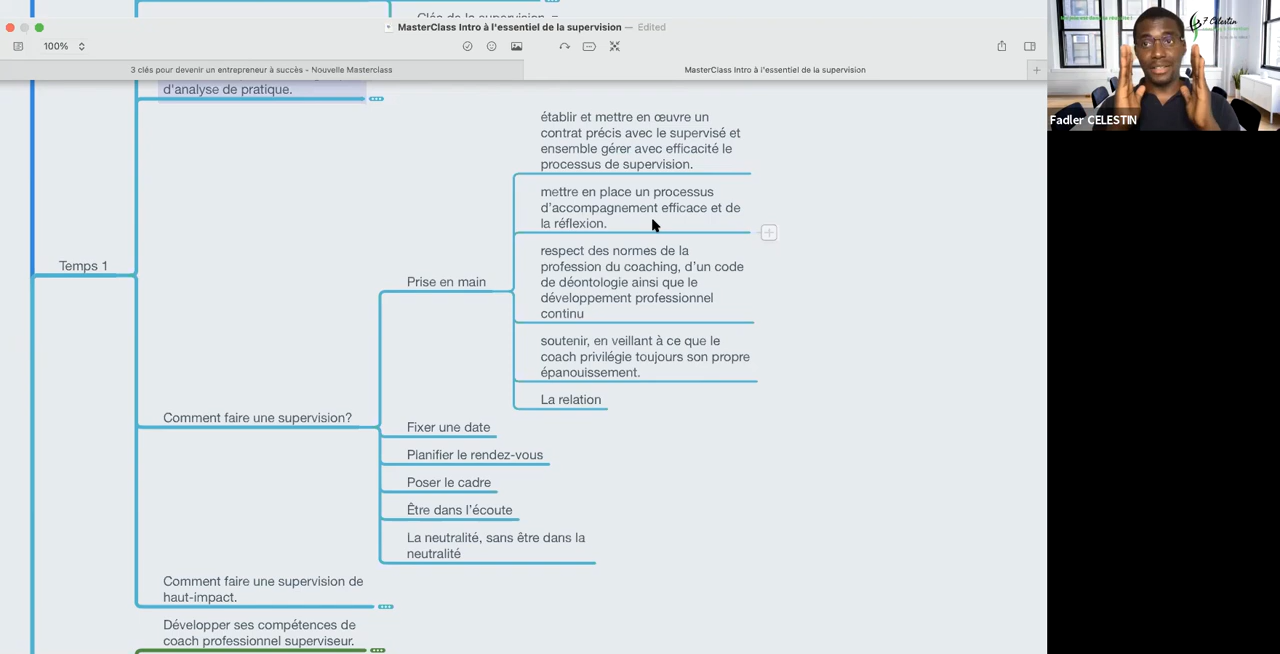 Clés de la supervision =
MasterClass Intro à l'essentiel de la supervision — Edited
100%
3 clés pour devenir un entrepreneur à succès - Nouvelle Masterclass
MasterClass Intro à l'essentiel de la supervision
d'analyse de pratique.
établir et mettre en œuvre un
contrat précis avec le supervisé et
ensemble gérer avec efficacité le
processus de supervision.
mettre en place un processus
d'accompagnement efficace et de
la réflexion.
respect des normes de la
profession du coaching, d'un code
de déontologie ainsi que le
développement professionnel
continu
soutenir, en veillant à ce que le
coach privilégie toujours son propre
épanouissement.
La relation
Temps 1
Prise en main
Comment faire une supervision?
Fixer une date
Planifier le rendez-vous
Poser le cadre
Être dans l'écoute
La neutralité, sans être dans la
neutralité
Comment faire une supervision de
haut-impact.
Développer ses compétences de
coach professionnel superviseur.
7 Célestin
Fadler CELESTIN